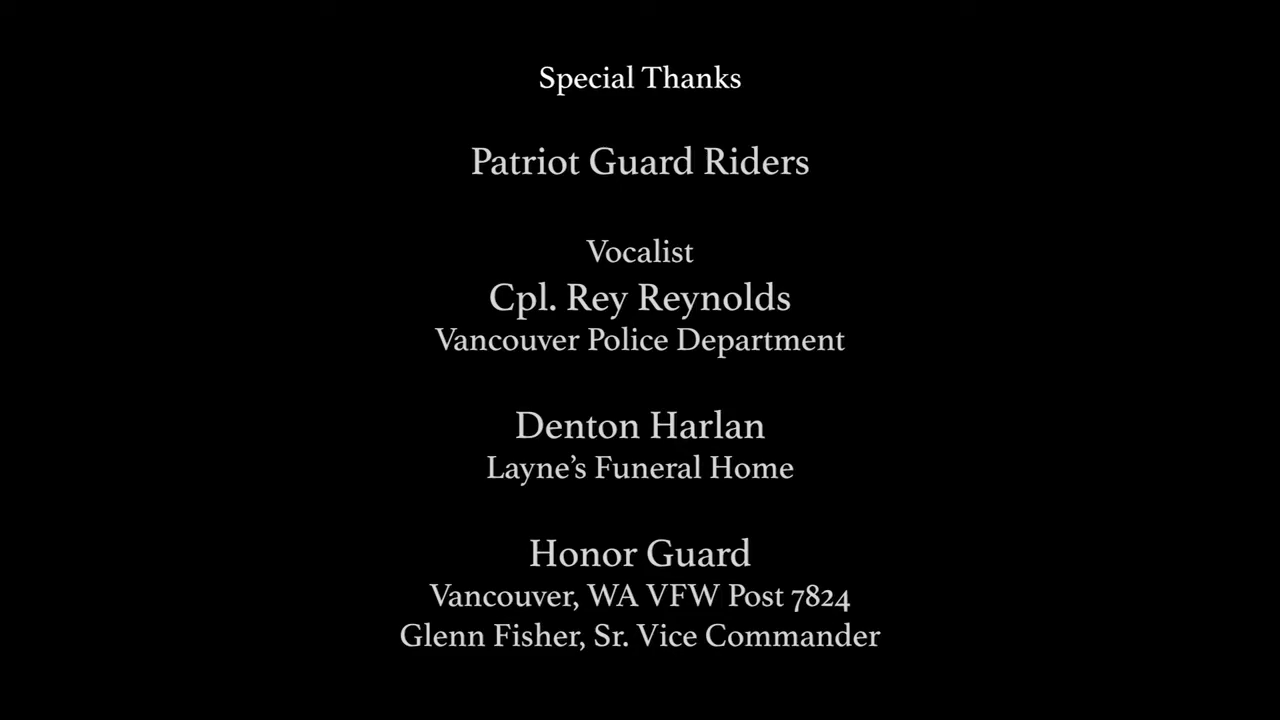 Special Thanks
Patriot Guard Riders
Vocalist
Cpl. Rey Reynolds
Vancouver Police Department
Denton Harlan
Layne’s Funeral Home
Honor Guard
Vancouver, WA VFW Post 7824
Glenn Fisher, Sr. Vice Commander